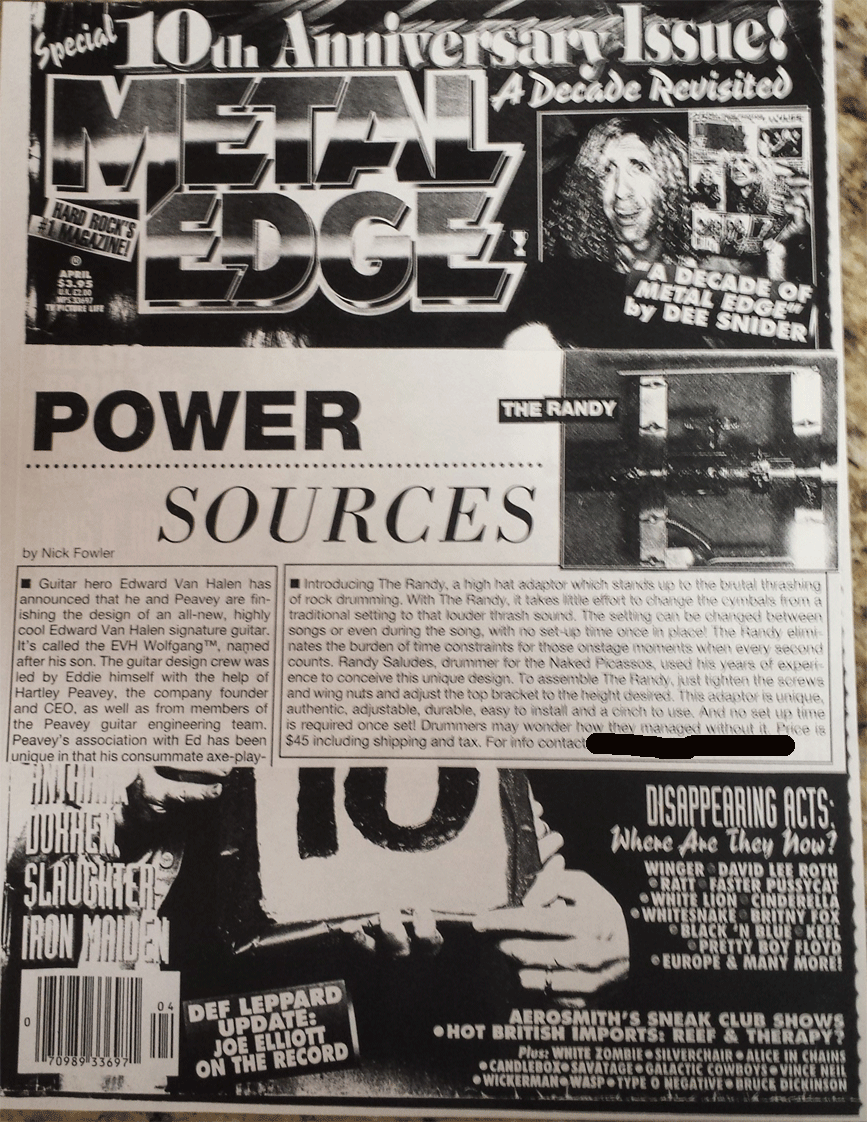 Special 10th Anniversary Issue!
A Decade Revisited
METAL
EDGE
HARD ROCK'S
#1 MAGAZINE!
APRIL
$3.95
U.K. £2.00
TV PICTURE LIFE
"A DECADE OF
METAL EDGE"
by DEE SNIDER
POWER
SOURCES
THE RANDY
by Nick Fowler
■ Guitar hero Edward Van Halen has
announced that he and Peavey are fin-
ishing the design of an all-new, highly
cool Edward Van Halen signature guitar.
It's called the EVH Wolfgang™, named
after his son. The guitar design crew was
led by Eddie himself with the help of
Hartley Peavey, the company founder
and CEO, as well as from members of
the Peavey guitar engineering team.
Peavey's association with Ed has been
unique in that his consummate axe-play-
■ Introducing The Randy, a high hat adaptor which stands up to the brutal thrashing
of rock drumming. With The Randy, it takes little effort to change the cymbals from a
traditional setting to that louder thrash sound. The setting can be changed between
songs or even during the song, with no set-up time once in place! The Randy elimi-
nates the burden of time constraints for those onstage moments when every second
counts. Randy Saludes, drummer for the Naked Picassos, used his years of experi-
ence to conceive this unique design. To assemble The Randy, just tighten the screws
and wing nuts and adjust the top bracket to the height desired. This adaptor is unique,
authentic, adjustable, durable, easy to install and a cinch to use. And no set up time
is required once set! Drummers may wonder how they managed without it. Price is
$45 including shipping and tax. For info contact
DOKKEN
SLAUGHTER
IRON MAIDEN
10
DISAPPEARING ACTS:
Where Are They Now?
WINGER • DAVID LEE ROTH
• RATT • FASTER PUSSYCAT
• WHITE LION • CINDERELLA
• WHITESNAKE • BRITNY FOX
• BLACK 'N BLUE • KEEL
• PRETTY BOY FLOYD
• EUROPE & MANY MORE!
DEF LEPPARD
UPDATE:
JOE ELLIOTT
ON THE RECORD
AEROSMITH'S SNEAK CLUB SHOWS
• HOT BRITISH IMPORTS: REEF & THERAPY?
Plus: WHITE ZOMBIE • SILVERCHAIR • ALICE IN CHAINS
• CANDLEBOX • SAVATAGE • GALACTIC COWBOYS • VINCE NEIL
• WICKERMAN • WASP • TYPE O NEGATIVE • BRUCE DICKINSON
04
0 70989 33697